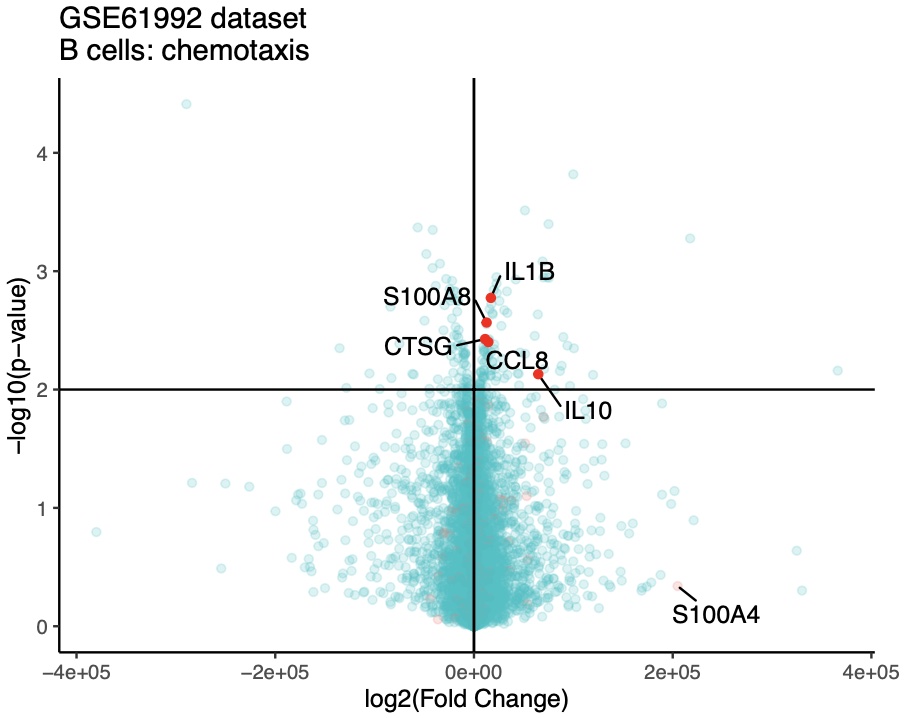 GSE61992 dataset
B cells: chemotaxis
−log10(p−value)
4
3
2
1
0
IL1B
S100A8
CTSG
CCL8
IL10
S100A4
−4e+05
−2e+05
0e+00
2e+05
4e+05
log2(Fold Change)